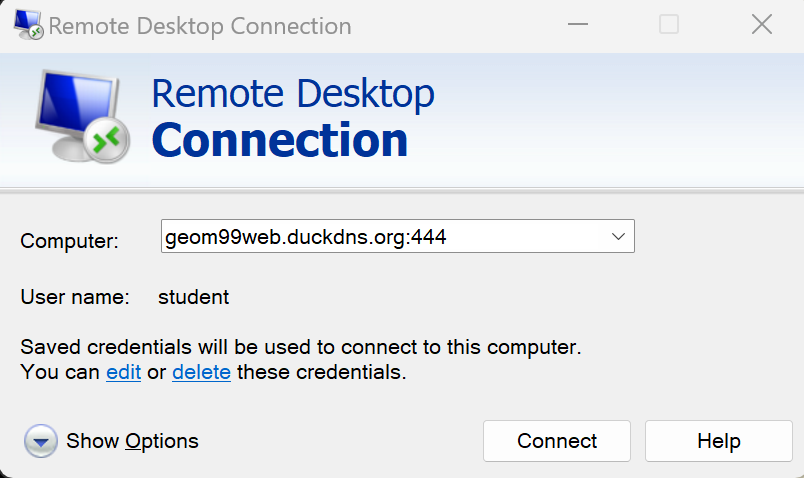 Remote Desktop Connection
Remote Desktop
Connection
Computer: geom99web.duckdns.org:444
User name: student
Saved credentials will be used to connect to this computer.
You can edit or delete these credentials.
Show Options Connect Help